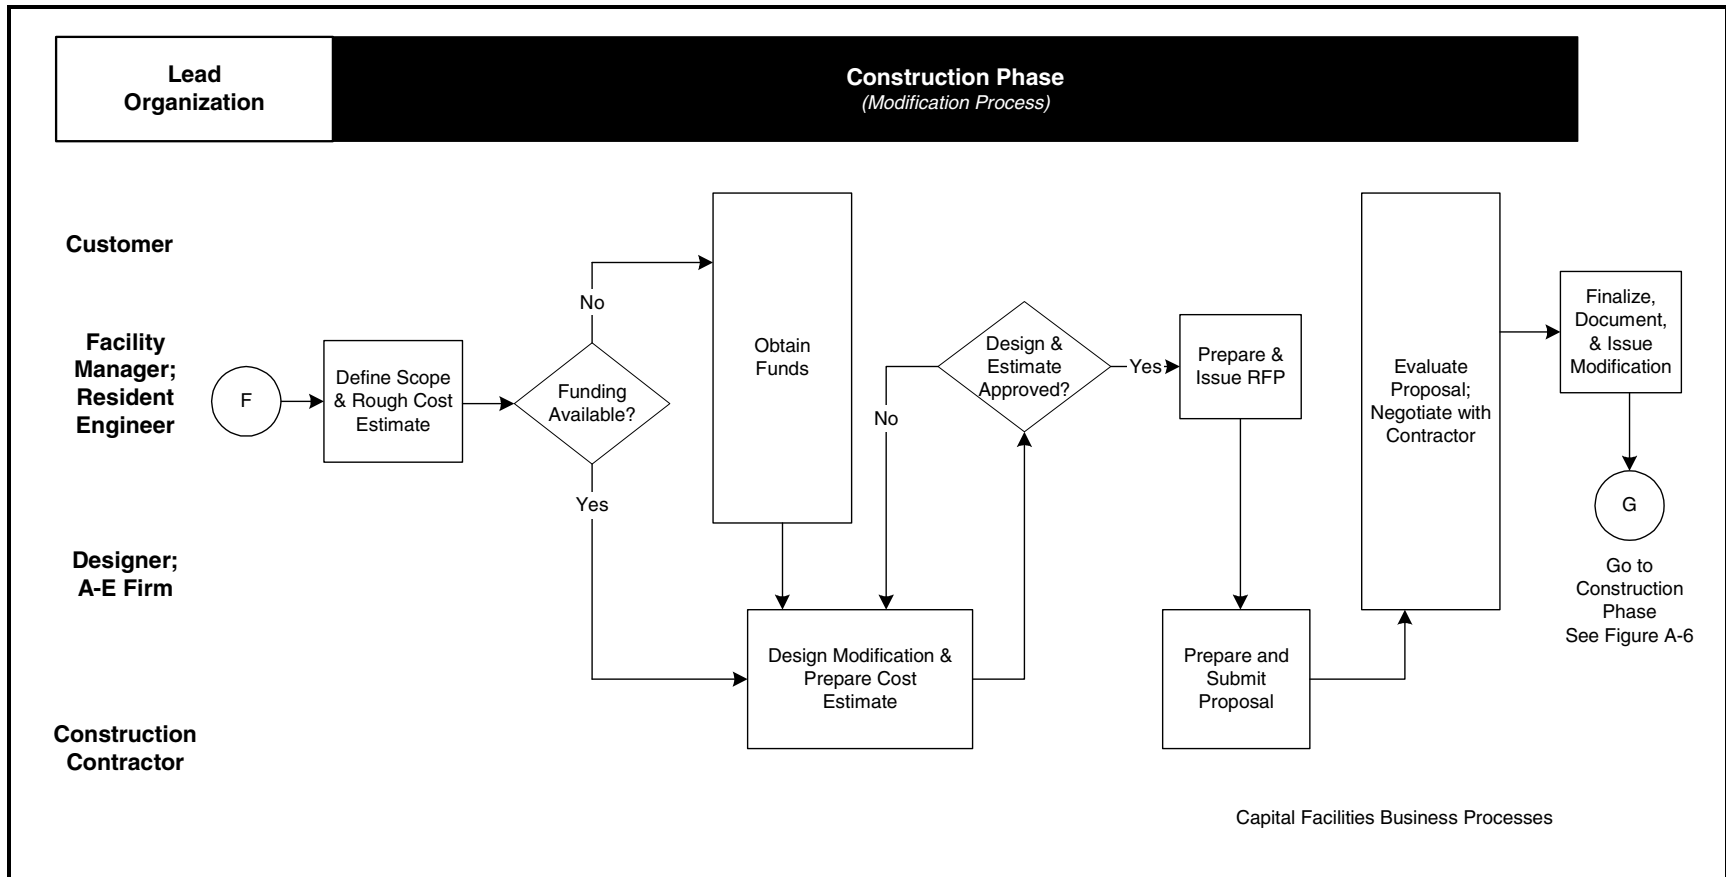 Lead
Organization
Construction Phase
(Modification Process)
Customer
Facility
Manager;
Resident
Engineer
Designer;
A-E Firm
Construction
Contractor
F
Define Scope
& Rough Cost
Estimate
Funding
Available?
No
Yes
Obtain
Funds
Design Modification &
Prepare Cost
Estimate
Design &
Estimate
Approved?
No
Yes
Prepare &
Issue RFP
Prepare and
Submit
Proposal
Evaluate
Proposal;
Negotiate with
Contractor
Finalize,
Document,
& Issue
Modification
G
Go to
Construction
Phase
See Figure A-6
Capital Facilities Business Processes